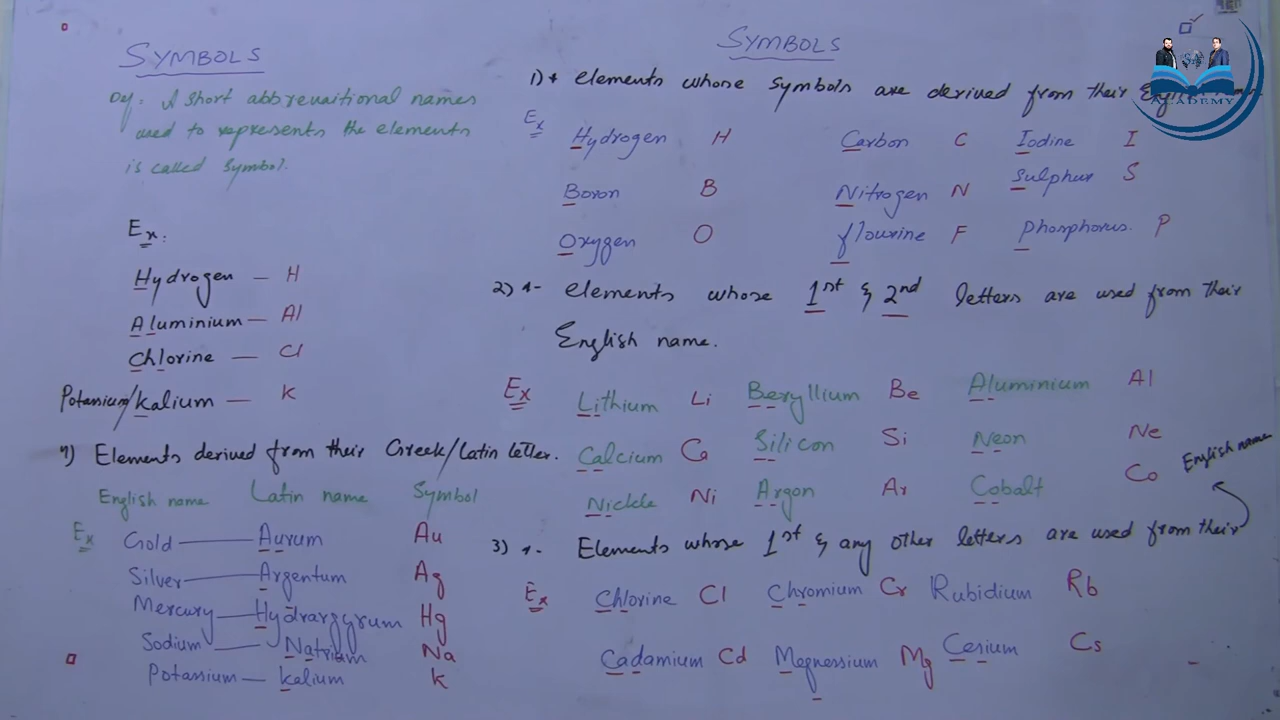 SYMBOLS
Def: A short abbrevaitional names
used to represents the elements
is called symbol.
Ex:
Hydrogen — H
Aluminium — Al
Chlorine — Cl
Potassium/kalium — K
4) Elements derived from their Greek/Latin letter.
English name Latin name Symbol
Ex Gold — Aurum Au
Silver — Argentum Ag
Mercury — Hydrargyrum Hg
Sodium — Natrium Na
Potassium — kalium K
SYMBOLS
1) elements whose symbols are derived from their English
Ex Hydrogen H Carbon C Iodine I
Boron B Nitrogen N Sulphur S
Oxygen O flourine F Phosphorus. P
2) elements whose 1st & 2nd letters are used from their
English name.
Ex Lithium Li Beryllium Be Aluminium Al
Calcium Ca Silicon Si Neon Ne
Nickle Ni Argon Ar Cobalt Co
3) Elements whose 1st & any other letters are used from their English name
Ex Chlorine Cl Chromium Cr Rubidium Rb
Cadamium Cd Megnessium Mg Cesium Cs
ACADEMY